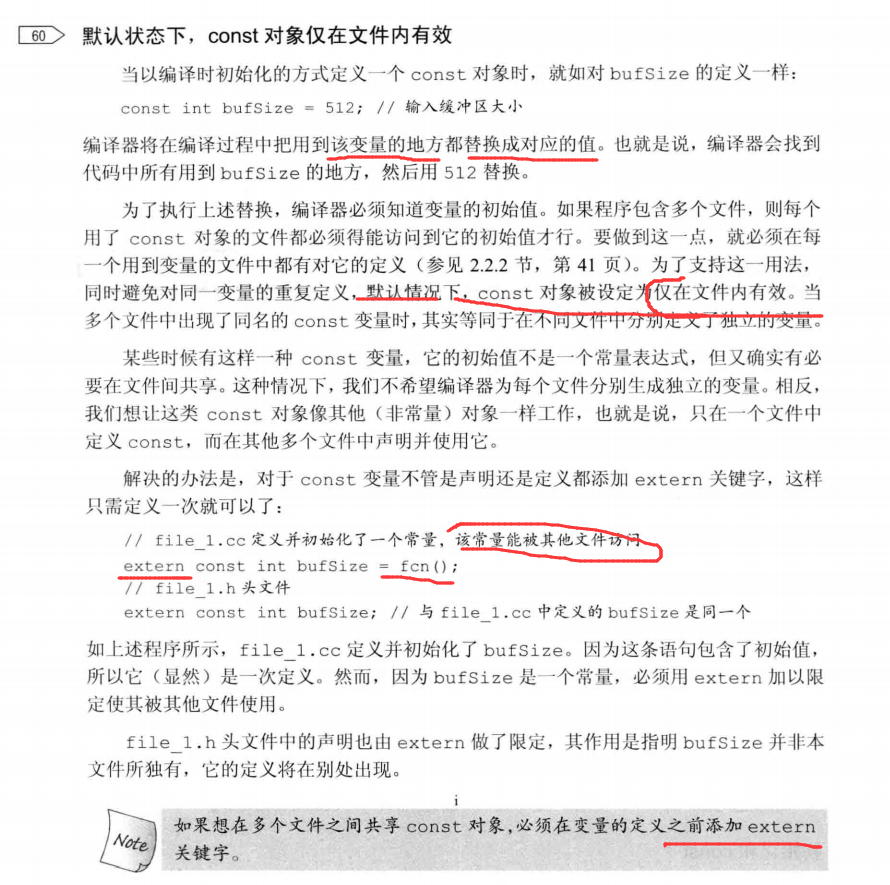 60 默认状态下，const 对象仅在文件内有效
当以编译时初始化的方式定义一个 const 对象时，就如对 bufSize 的定义一样：
const int bufSize = 512; // 输入缓冲区大小
编译器将在编译过程中把用到该变量的地方都替换成对应的值。也就是说，编译器会找到
代码中所有用到 bufSize 的地方，然后用 512 替换。
为了执行上述替换，编译器必须知道变量的初始值。如果程序包含多个文件，则每个
用了 const 对象的文件都必须得能访问到它的初始值才行。要做到这一点，就必须在每
一个用到变量的文件中都有对它的定义（参见 2.2.2 节，第 41 页）。为了支持这一用法，
同时避免对同一变量的重复定义，默认情况下，const 对象被设定为仅在文件内有效。当
多个文件中出现了同名的 const 变量时，其实等同于在不同文件中分别定义了独立的变量。
某些时候有这样一种 const 变量，它的初始值不是一个常量表达式，但又确实有必
要在文件间共享。这种情况下，我们不希望编译器为每个文件分别生成独立的变量。相反，
我们想让这类 const 对象像其他（非常量）对象一样工作，也就是说，只在一个文件中
定义 const，而在其他多个文件中声明并使用它。
解决的办法是，对于 const 变量不管是声明还是定义都添加 extern 关键字，这样
只需定义一次就可以了：
// file_1.cc 定义并初始化了一个常量，该常量能被其他文件访问
extern const int bufSize = fcn();
// file_1.h 头文件
extern const int bufSize; // 与 file_1.cc 中定义的 bufSize 是同一个
如上述程序所示，file_1.cc 定义并初始化了 bufSize。因为这条语句包含了初始值，
所以它（显然）是一次定义。然而，因为 bufSize 是一个常量，必须用 extern 加以限
定使其被其他文件使用。
file_1.h 头文件中的声明也由 extern 做了限定，其作用是指明 bufSize 并非本
文件所独有，它的定义将在别处出现。
i
Note 如果想在多个文件之间共享 const 对象，必须在变量的定义之前添加 extern
关键字。